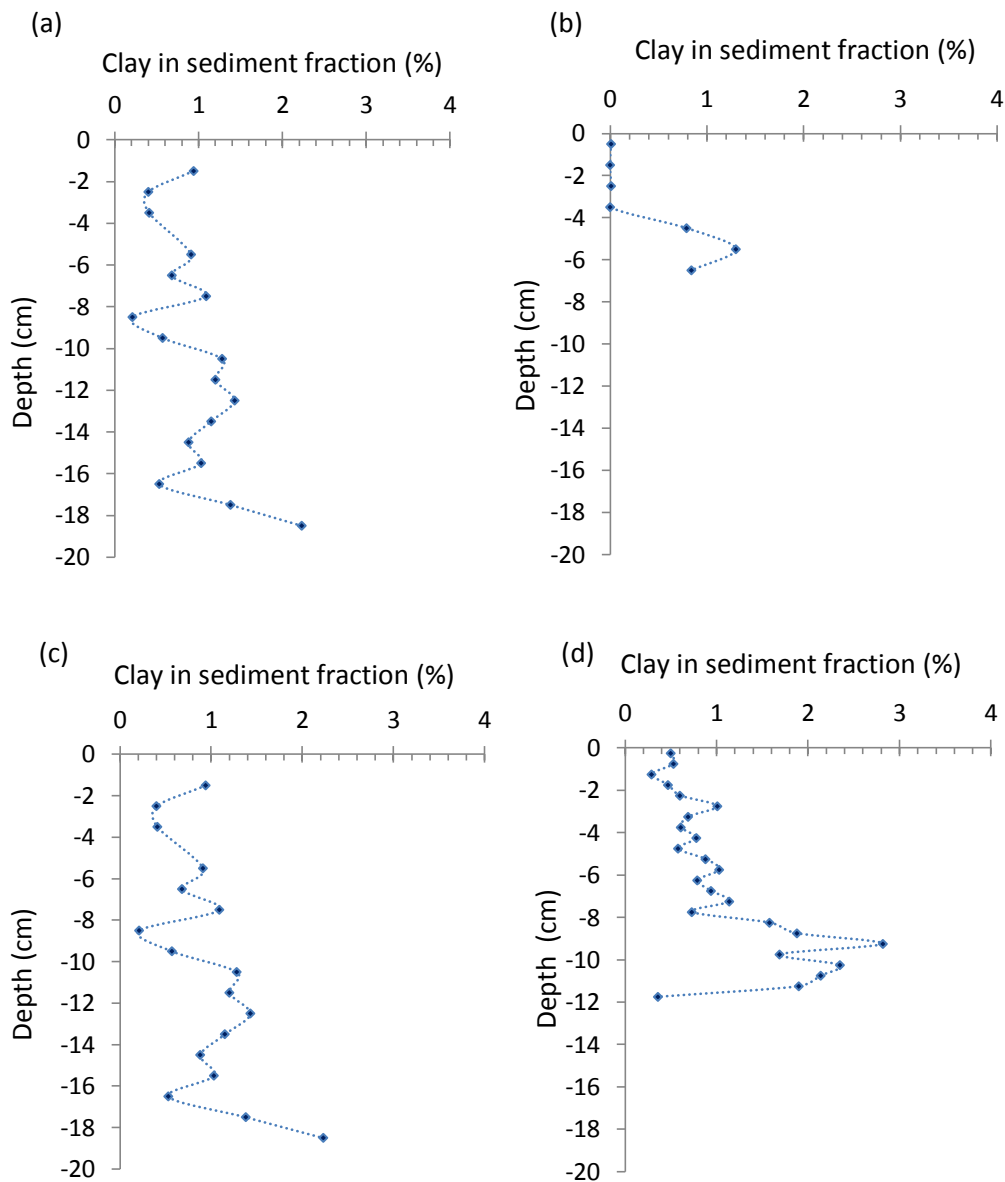 (a)
Clay in sediment fraction (%)
0 1 2 3 4
0
-2
-4
-6
-8
-10
-12
-14
-16
-18
-20
Depth (cm)
(b)
Clay in sediment fraction (%)
0 1 2 3 4
0
-2
-4
-6
-8
-10
-12
-14
-16
-18
-20
Depth (cm)
(c)
Clay in sediment fraction (%)
0 1 2 3 4
0
-2
-4
-6
-8
-10
-12
-14
-16
-18
-20
Depth (cm)
(d)
Clay in sediment fraction (%)
0 1 2 3 4
0
-2
-4
-6
-8
-10
-12
-14
-16
-18
-20
Depth (cm)